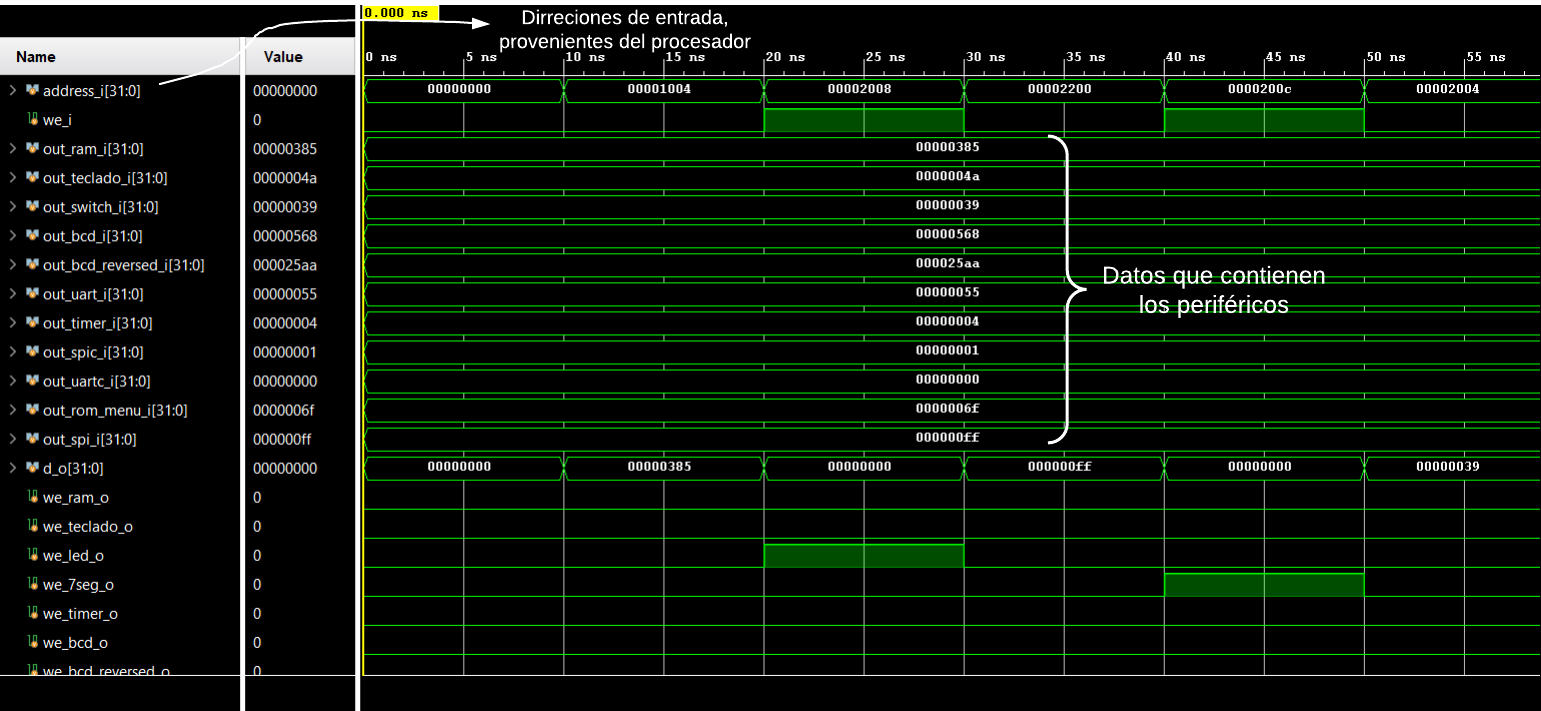 0.000 ns
Dirreciones de entrada,
provenientes del procesador
Name Value
0 ns 5 ns 10 ns 15 ns 20 ns 25 ns 30 ns 35 ns 40 ns 45 ns 50 ns 55 ns
address_i[31:0] 00000000 00000000 00001004 00002008 00002200 0000200c 00002004
we_i 0
out_ram_i[31:0] 00000385 00000385
out_teclado_i[31:0] 0000004a 0000004a
out_switch_i[31:0] 00000039 00000039
out_bcd_i[31:0] 00000568 00000568
out_bcd_reversed_i[31:0] 000025aa 000025aa
Datos que contienen
out_uart_i[31:0] 00000055 00000055
los periféricos
out_timer_i[31:0] 00000004 00000004
out_spic_i[31:0] 00000001 00000001
out_uartc_i[31:0] 00000000 00000000
out_rom_menu_i[31:0] 0000006f 0000006f
out_spi_i[31:0] 000000ff 000000ff
d_o[31:0] 00000000 00000000 00000385 00000000 000000ff 00000000 00000039
we_ram_o 0
we_teclado_o 0
we_led_o 0
we_7seg_o 0
we_timer_o 0
we_bcd_o 0
we_bcd_reversed_o 0